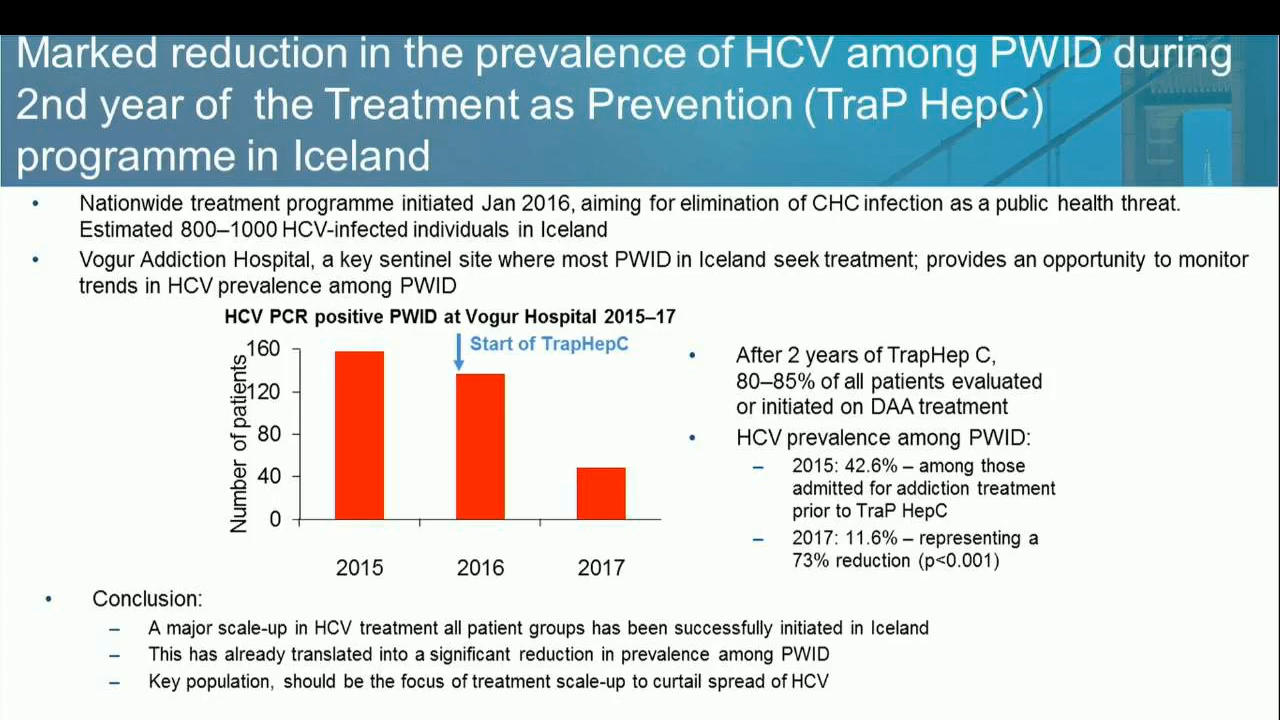 Marked reduction in the prevalence of HCV among PWID during
2nd year of the Treatment as Prevention (TraP HepC)
programme in Iceland
• Nationwide treatment programme initiated Jan 2016, aiming for elimination of CHC infection as a public health threat.
Estimated 800–1000 HCV-infected individuals in Iceland
• Vogur Addiction Hospital, a key sentinel site where most PWID in Iceland seek treatment; provides an opportunity to monitor
trends in HCV prevalence among PWID
HCV PCR positive PWID at Vogur Hospital 2015–17
Start of TrapHepC
Number of patients
160
120
80
40
0
2015 2016 2017
• After 2 years of TrapHep C,
80–85% of all patients evaluated
or initiated on DAA treatment
• HCV prevalence among PWID:
– 2015: 42.6% – among those
admitted for addiction treatment
prior to TraP HepC
– 2017: 11.6% – representing a
73% reduction (p<0.001)
• Conclusion:
– A major scale-up in HCV treatment all patient groups has been successfully initiated in Iceland
– This has already translated into a significant reduction in prevalence among PWID
– Key population, should be the focus of treatment scale-up to curtail spread of HCV